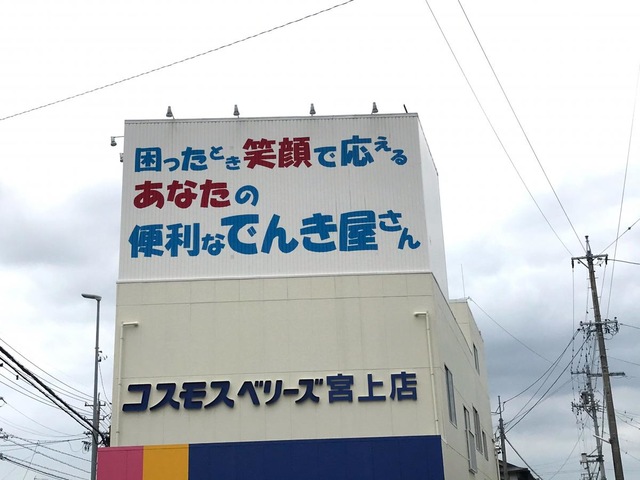 困ったとき笑顔で応える
あなたの
便利なでんき屋さん
コスモスベリーズ宮上店